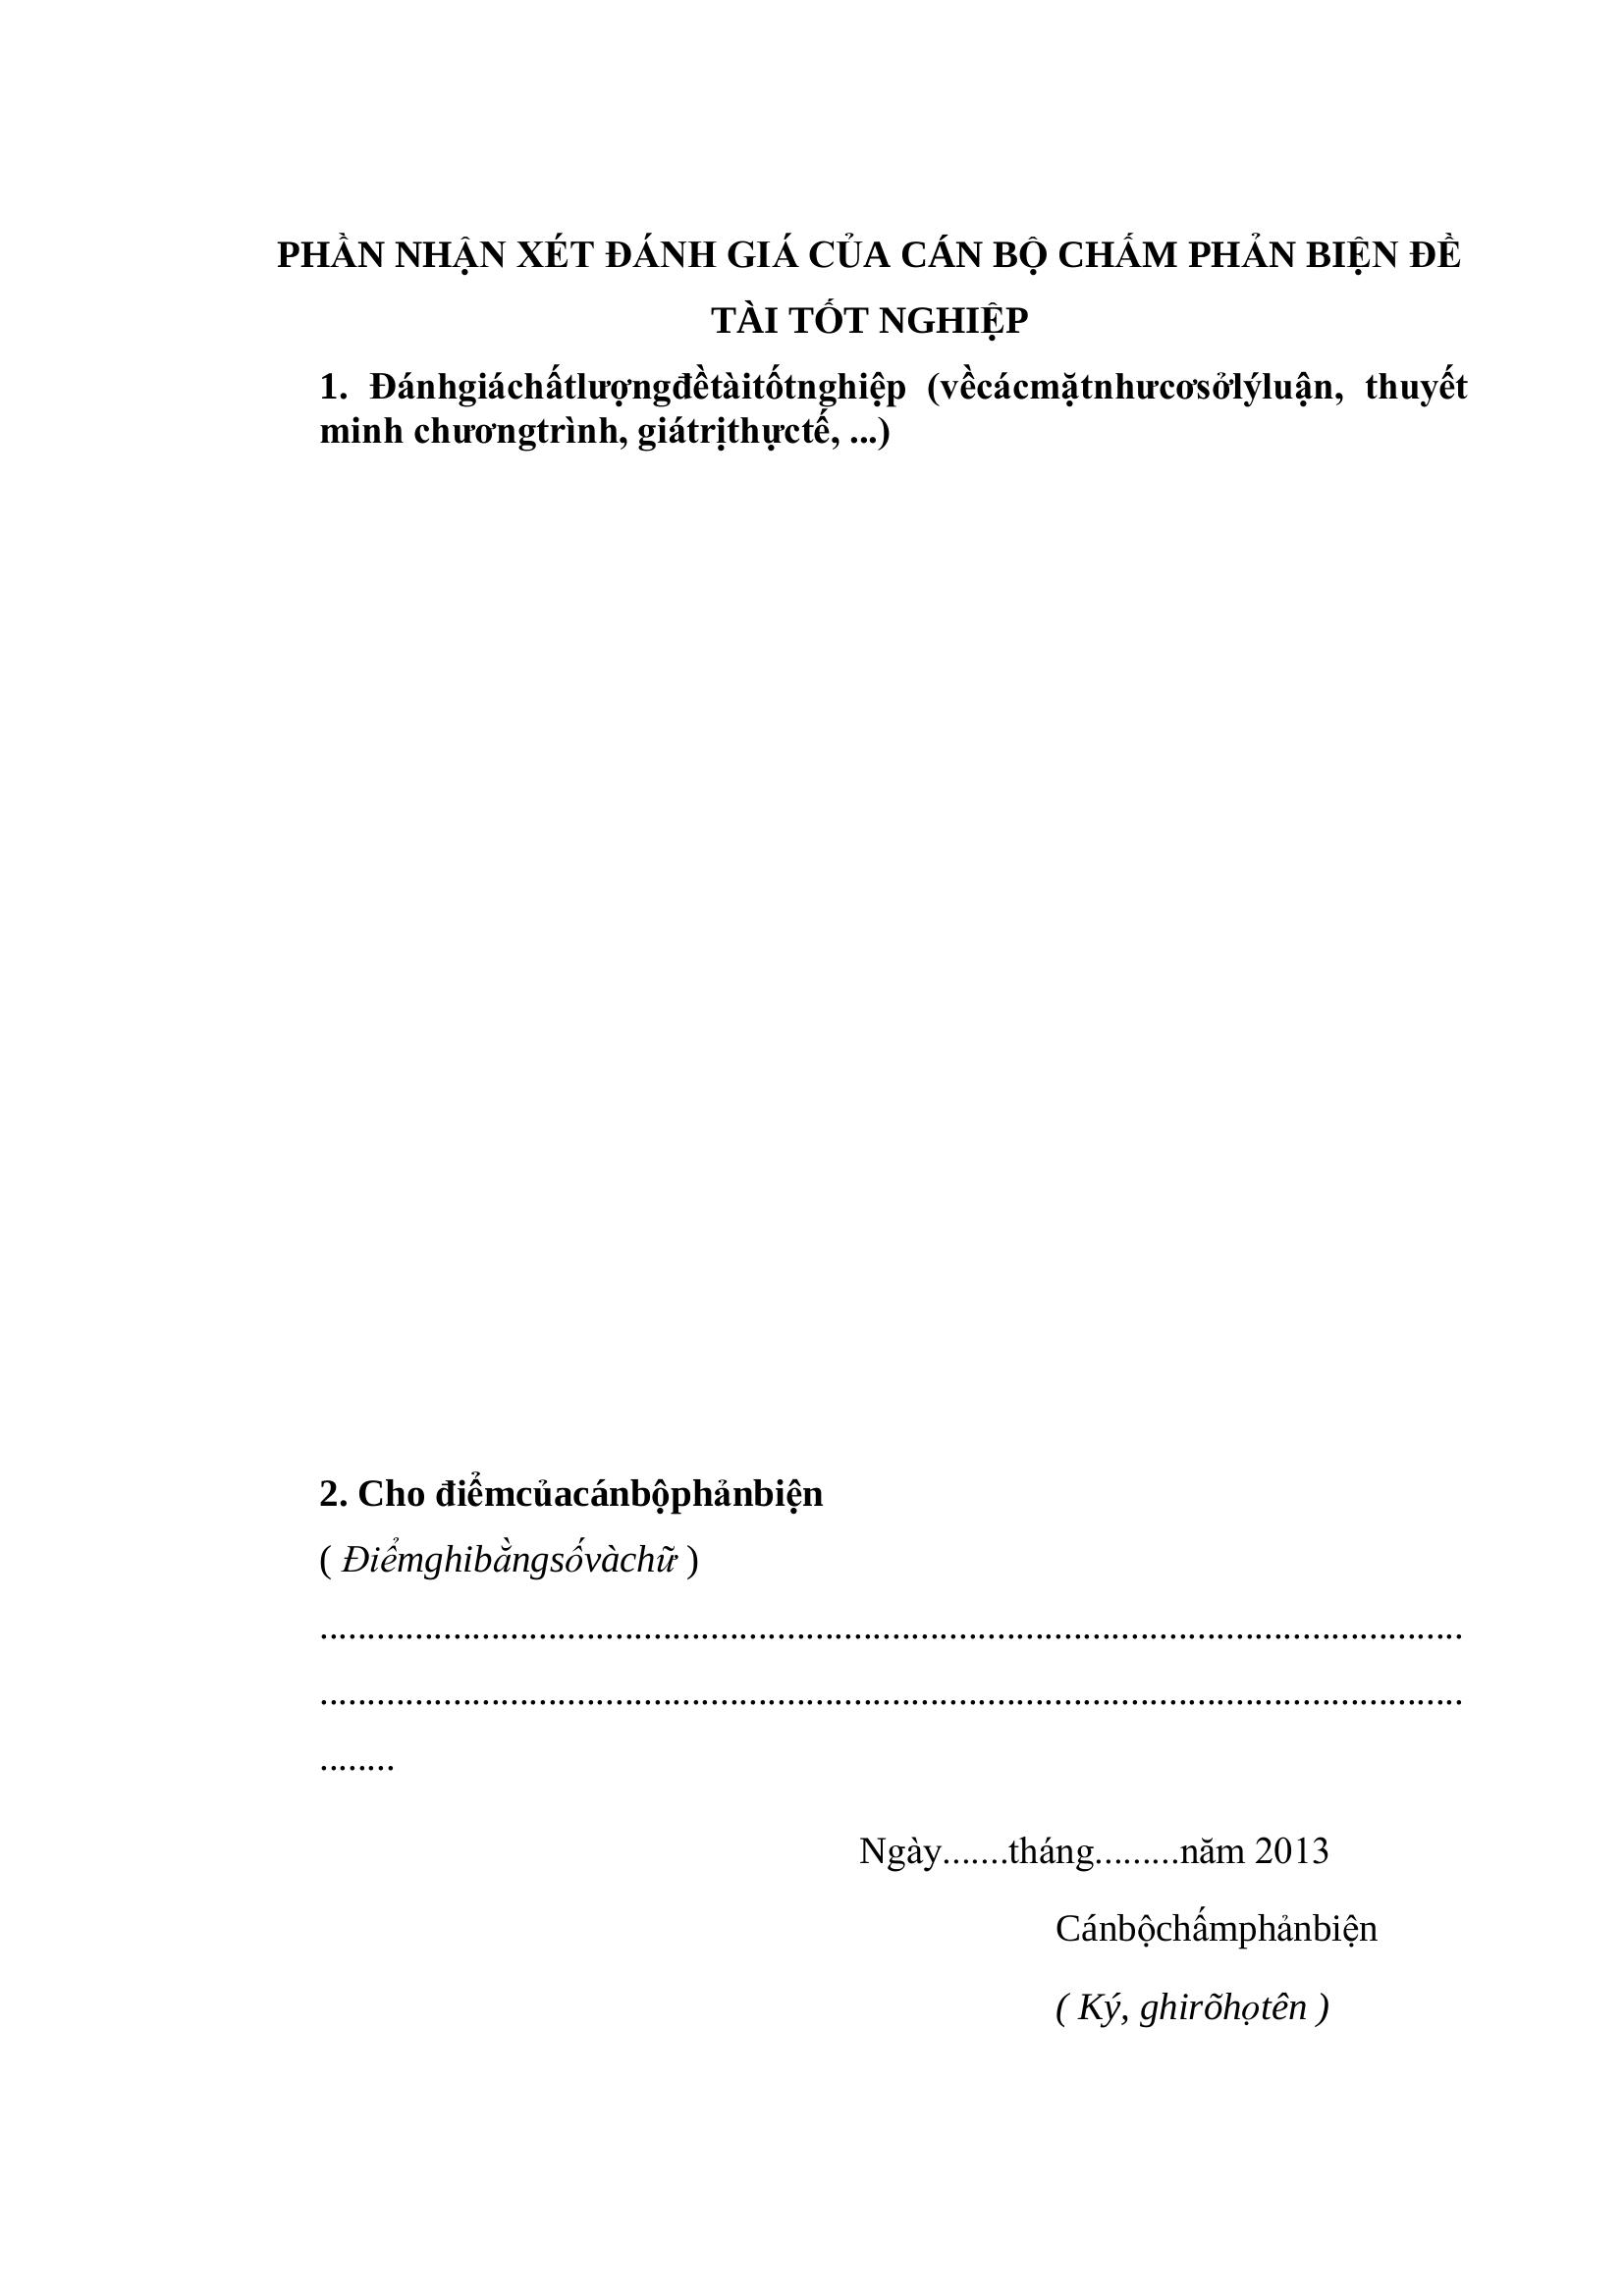 PHẦN NHẬN XÉT ĐÁNH GIÁ CỦA CÁN BỘ CHẤM PHẢN BIỆN ĐỀ
TÀI TỐT NGHIỆP
1. Đánhgiáchấtlượngđềtàitốtnghiệp (vềcácmặtnhưcơsởlýluận, thuyết
minh chươngtrình, giátrịthựctế, ...)
2. Cho điểmcủacánbộphảnbiện
( Điểmghibằngsốvàchữ )
........................................................................................................................
........................................................................................................................
........
Ngày.......tháng.........năm 2013
Cánbộchấmphảnbiện
( Ký, ghirõhọtên )